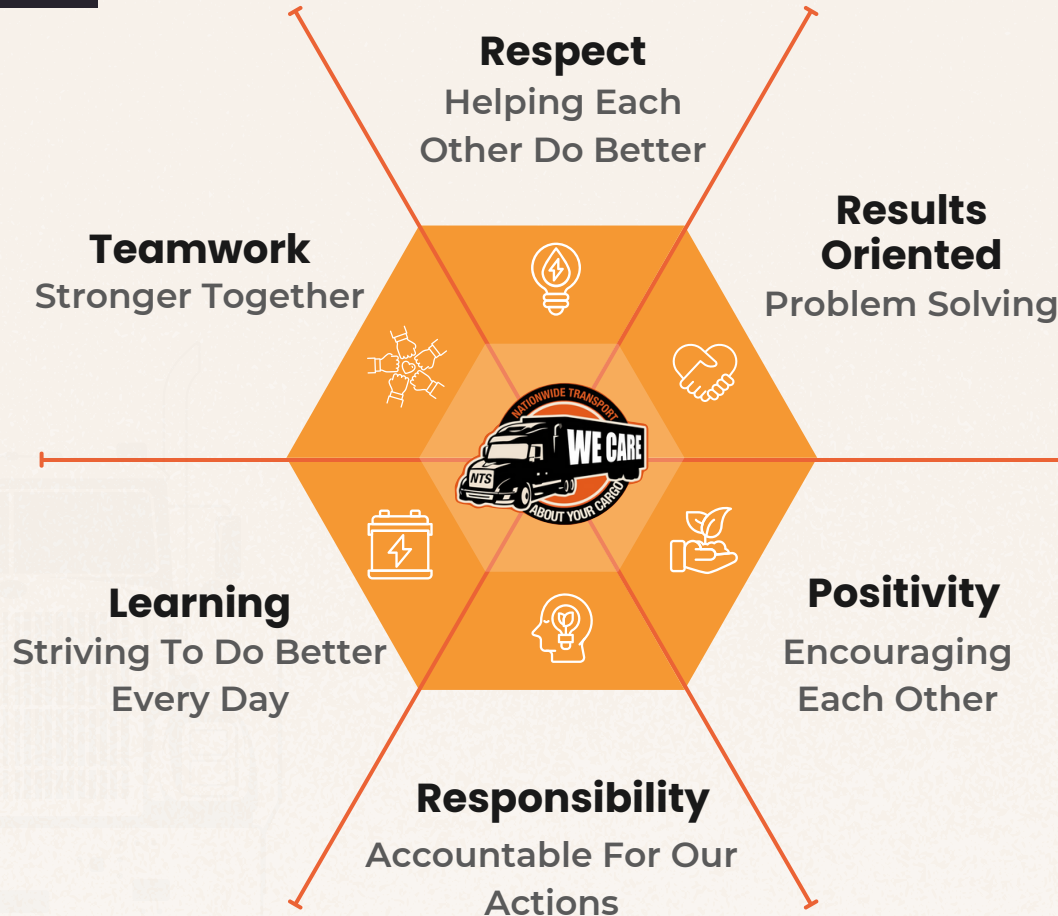 Respect
Helping Each
Other Do Better
Results
Oriented
Problem Solving
Teamwork
Stronger Together
NATIONWIDE TRANSPORT
WE CARE
NTS
ABOUT YOUR CARGO
Learning
Striving To Do Better
Every Day
Positivity
Encouraging
Each Other
Responsibility
Accountable For Our
Actions